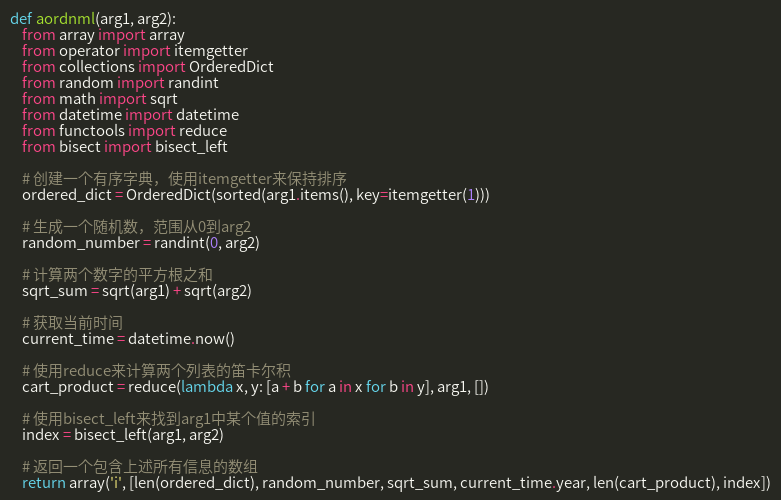 def aordnml(arg1, arg2):
from array import array
from operator import itemgetter
from collections import OrderedDict
from random import randint
from math import sqrt
from datetime import datetime
from functools import reduce
from bisect import bisect_left
# 创建一个有序字典，使用itemgetter来保持排序
ordered_dict = OrderedDict(sorted(arg1.items(), key=itemgetter(1)))
# 生成一个随机数，范围从0到arg2
random_number = randint(0, arg2)
# 计算两个数字的平方根之和
sqrt_sum = sqrt(arg1) + sqrt(arg2)
# 获取当前时间
current_time = datetime.now()
# 使用reduce来计算两个列表的笛卡尔积
cart_product = reduce(lambda x, y: [a + b for a in x for b in y], arg1, [])
# 使用bisect_left来找到arg1中某个值的索引
index = bisect_left(arg1, arg2)
# 返回一个包含上述所有信息的数组
return array('i', [len(ordered_dict), random_number, sqrt_sum, current_time.year, len(cart_product), index])